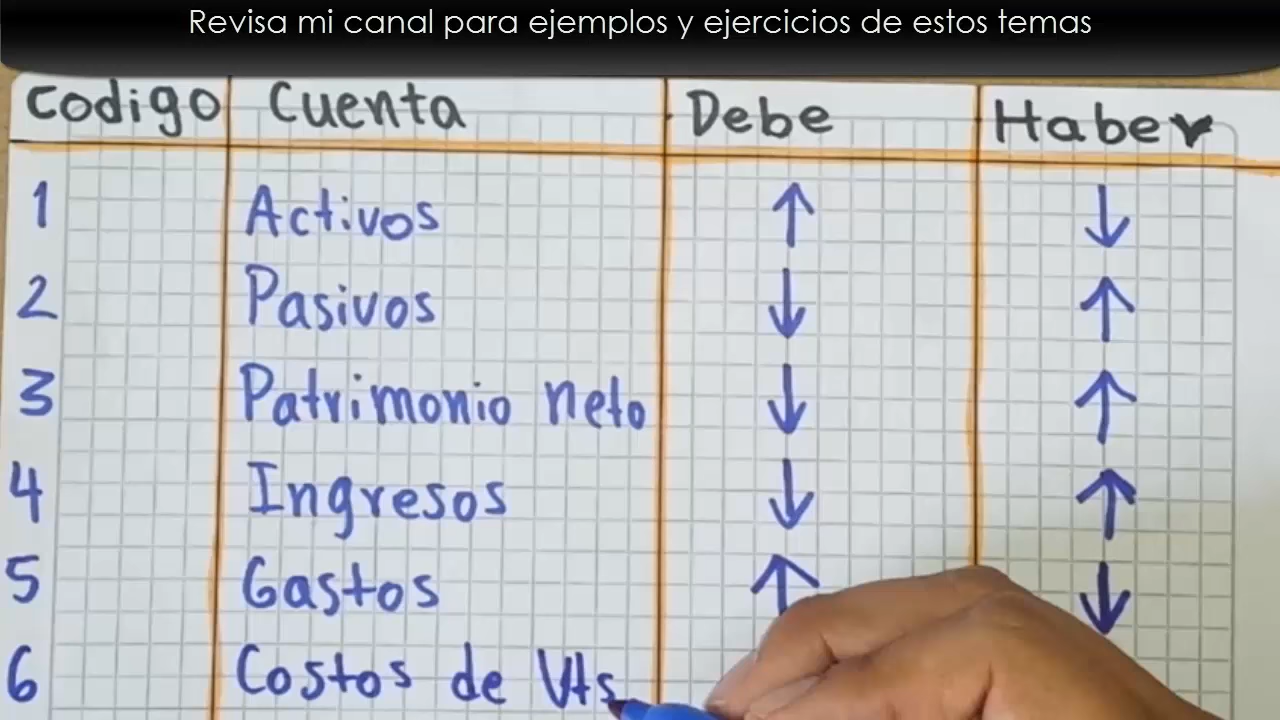 Revisa mi canal para ejemplos y ejercicios de estos temas
Codigo Cuenta Debe Haber
1 Activos ↑ ↓
2 Pasivos ↓ ↑
3 Patrimonio neto ↓ ↑
4 Ingresos ↓ ↑
5 Gastos ↑ ↓
6 Costos de Vts